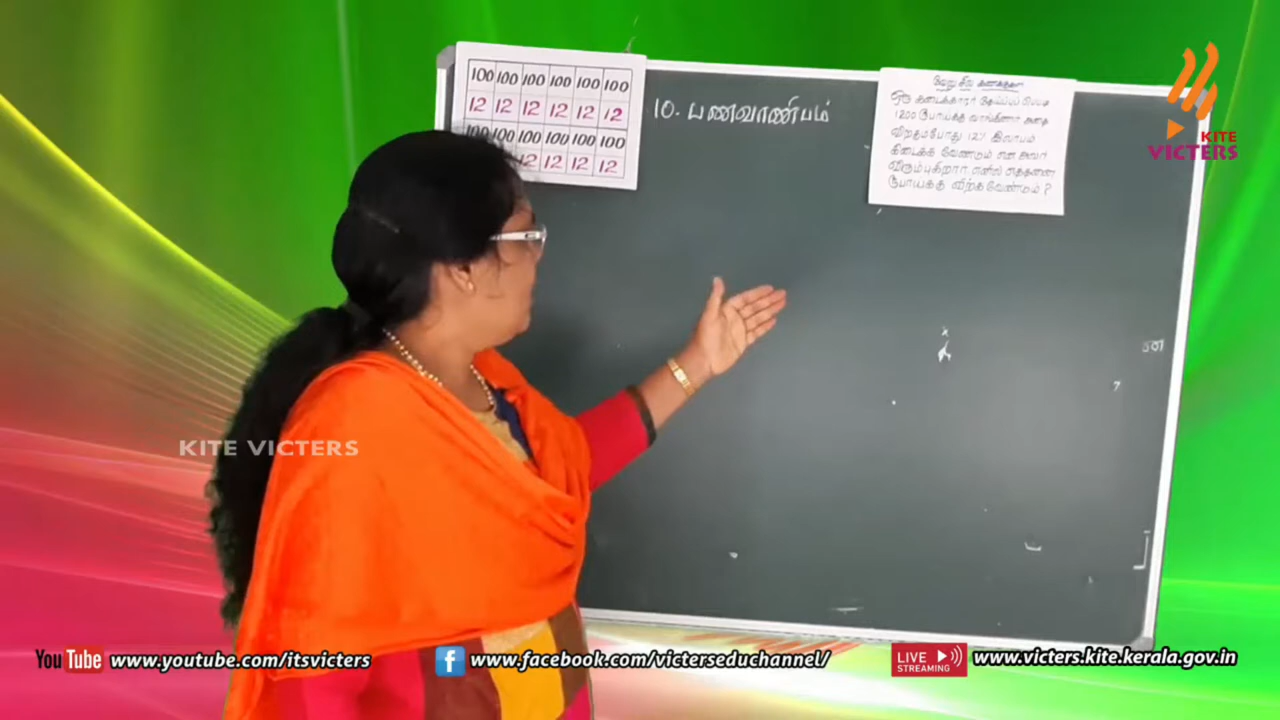 100 100 100 100 100 100
12 12 12 12 12 12
100 100 100 100 100 100
12 12 12 12
10. பணவாணிபம்
வேறு சில கணக்குகள்
ஒரு கடைக்காரர்
1200 ரூபாய்க்கு வாங்கினார் அதை
விற்கும்போது 12% இலாபம்
கிடைக்க வேண்டும் என அவர்
விரும்புகிறார் எனில் எத்தனை
ரூபாய்க்கு விற்க வேண்டும் ?
KITE
VICTERS
KITE VICTERS
YouTube www.youtube.com/itsvicters
f www.facebook.com/victerseduchannel/
LIVE
STREAMING
www.victers.kite.kerala.gov.in